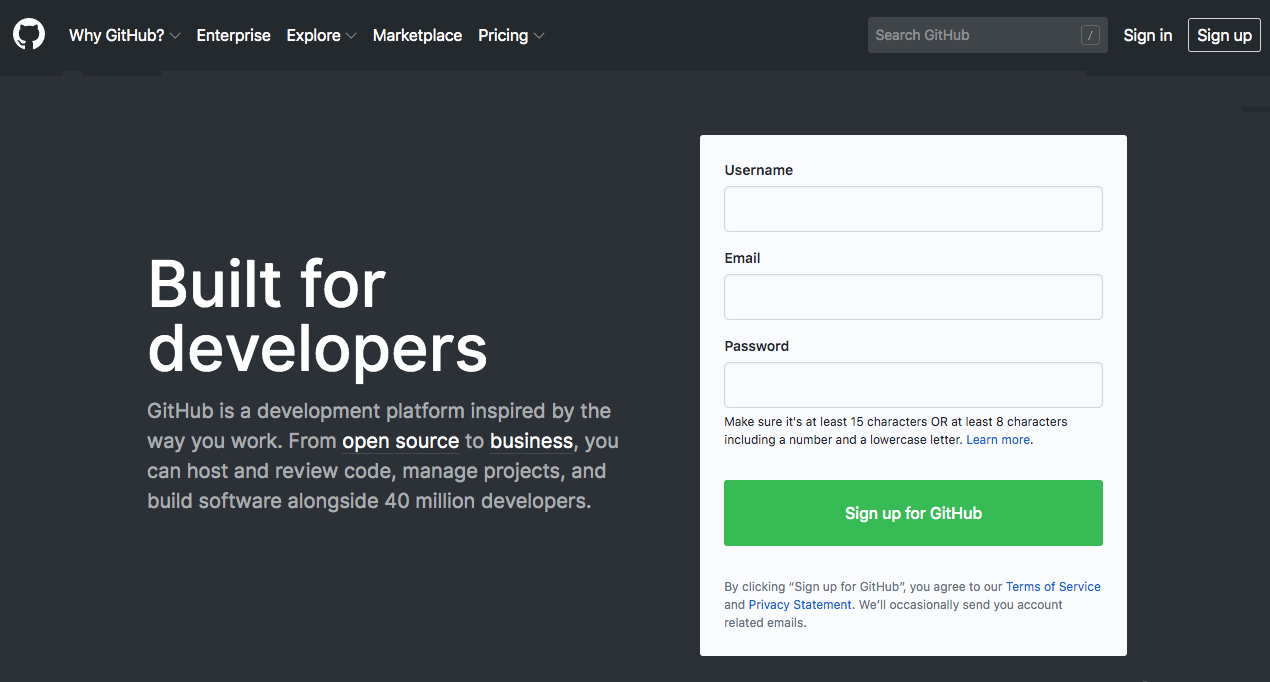 Why GitHub? Enterprise Explore Marketplace Pricing Search GitHub / Sign in Sign up
Built for
developers
GitHub is a development platform inspired by the
way you work. From open source to business, you
can host and review code, manage projects, and
build software alongside 40 million developers.
Username
Email
Password
Make sure it's at least 15 characters OR at least 8 characters
including a number and a lowercase letter. Learn more.
Sign up for GitHub
By clicking “Sign up for GitHub”, you agree to our Terms of Service
and Privacy Statement. We’ll occasionally send you account
related emails.